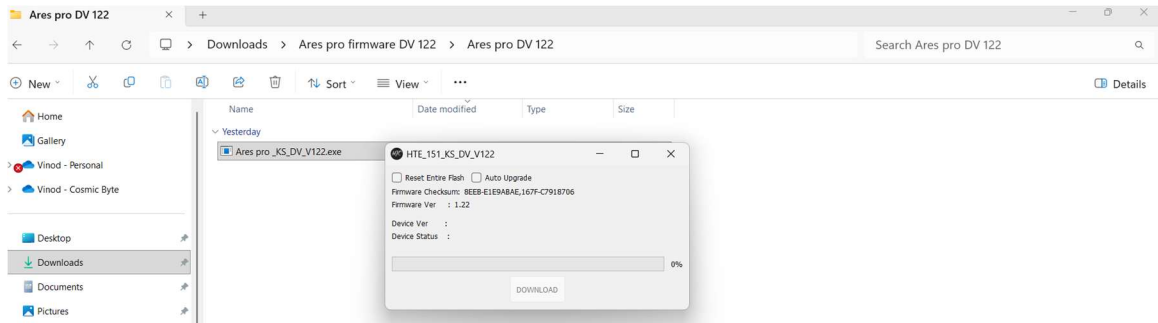 Ares pro DV 122
Downloads > Ares pro firmware DV 122 > Ares pro DV 122
Search Ares pro DV 122
New
Sort
View
Details
Home
Gallery
Vinod - Personal
Vinod - Cosmic Byte
Desktop
Downloads
Documents
Pictures
Name Date modified Type Size
Yesterday
Ares pro _KS_DV_V122.exe
HTE_151_KS_DV_V122
Reset Entire Flash Auto Upgrade
Firmware Checksum: 8EEB-E1E9ABAE,167F-C7918706
Firmware Ver : 1.22
Device Ver :
Device Status :
0%
DOWNLOAD